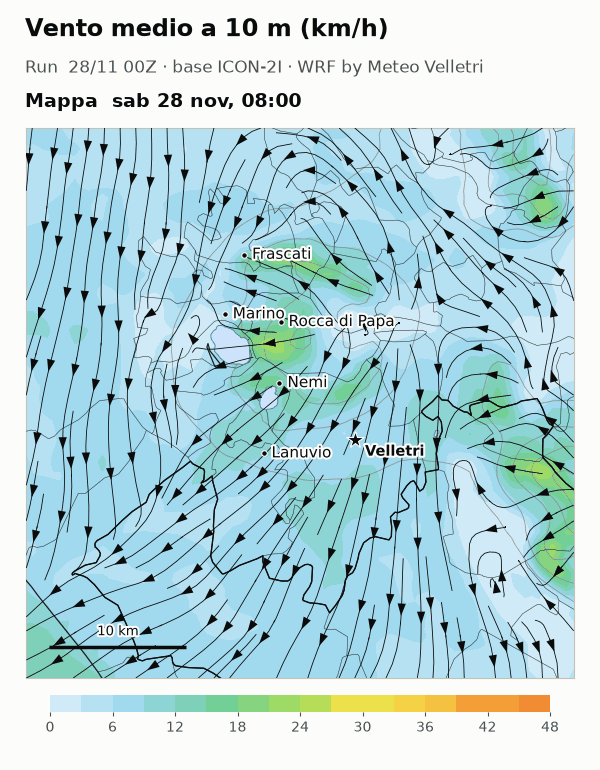 Vento medio a 10 m (km/h)
Run  28/11 00Z · base ICON-2I · WRF by Meteo Velletri
Mappa  sab 28 nov, 08:00
Frascati
Marino
Rocca di Papa
Nemi
Velletri
Lanuvio
10 km
0 6 12 18 24 30 36 42 48